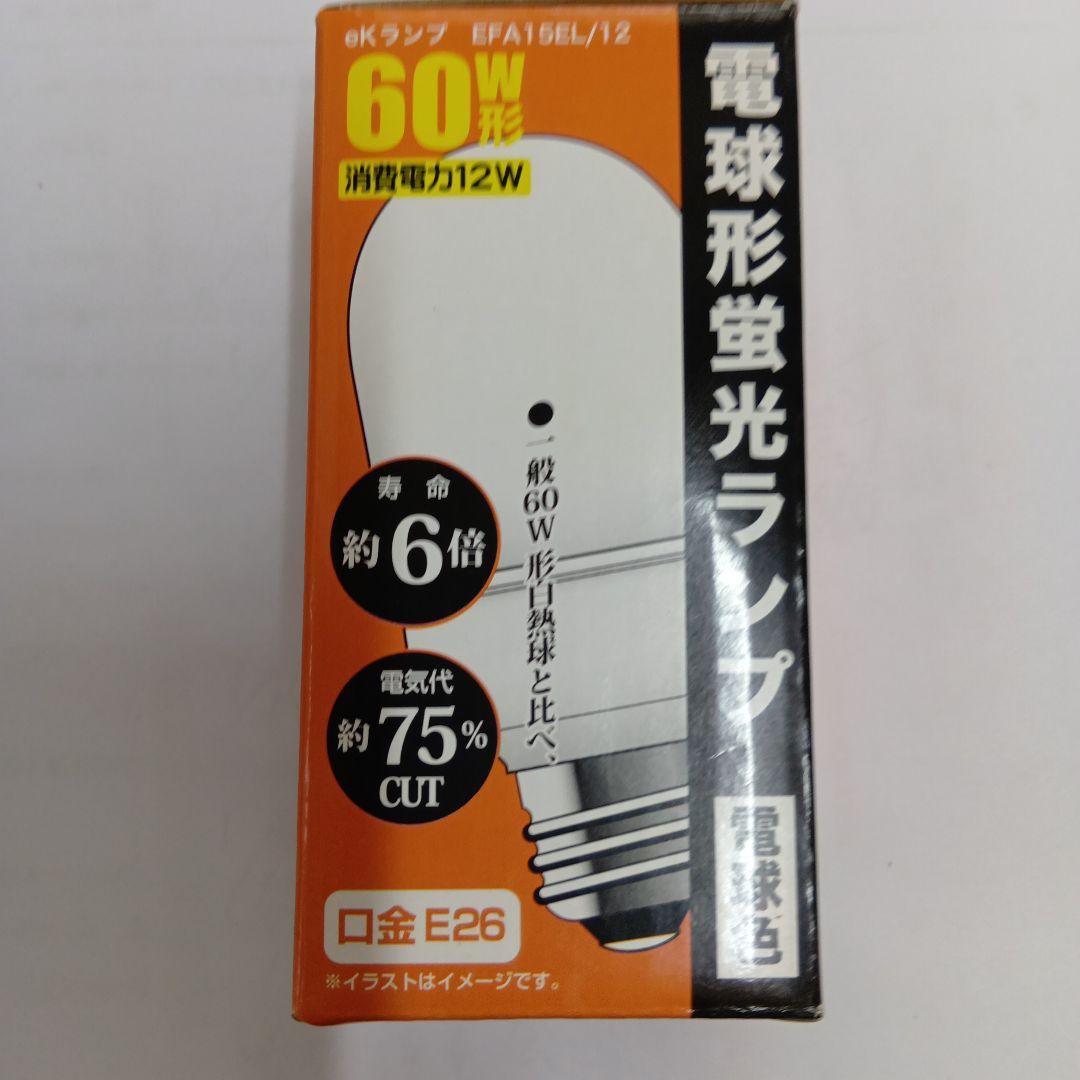 eKランプ EFA15EL/12
60W形
消費電力12W
電球形蛍光ランプ
電球色
●一般60W形白熱球と比べ、
寿命
約6倍
電気代
約75%
CUT
口金 E26
※イラストはイメージです。